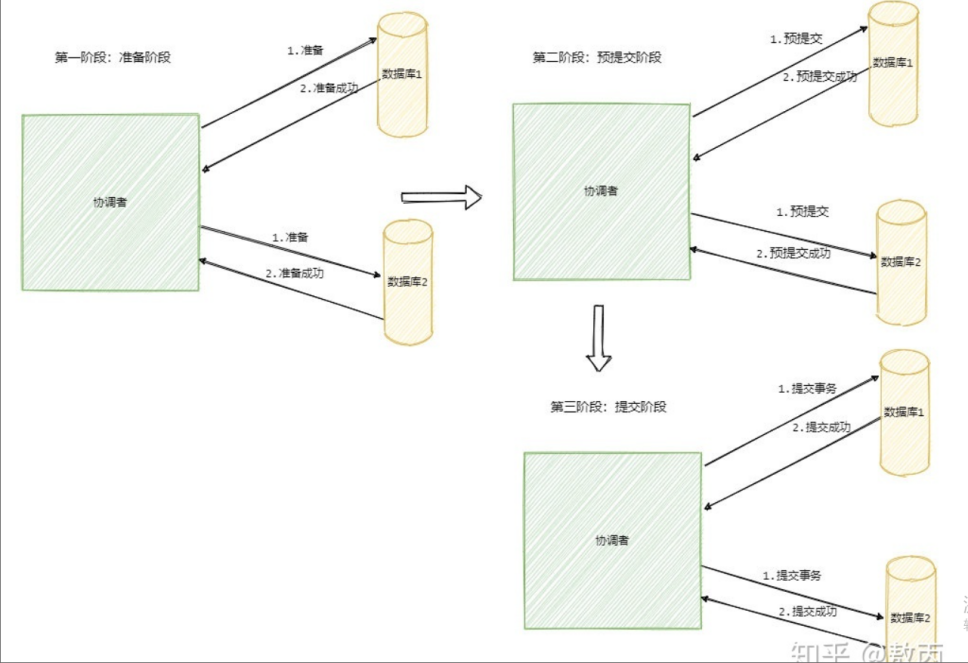 第一阶段：准备阶段
1.准备
数据库1
2.准备成功
协调者
1.准备
2.准备成功
数据库2
第二阶段：预提交阶段
1.预提交
数据库1
2.预提交成功
协调者
1.预提交
2.预提交成功
数据库2
第三阶段：提交阶段
1.提交事务
数据库1
2.提交成功
协调者
1.提交事务
2.提交成功
数据库2
知乎 @敖丙